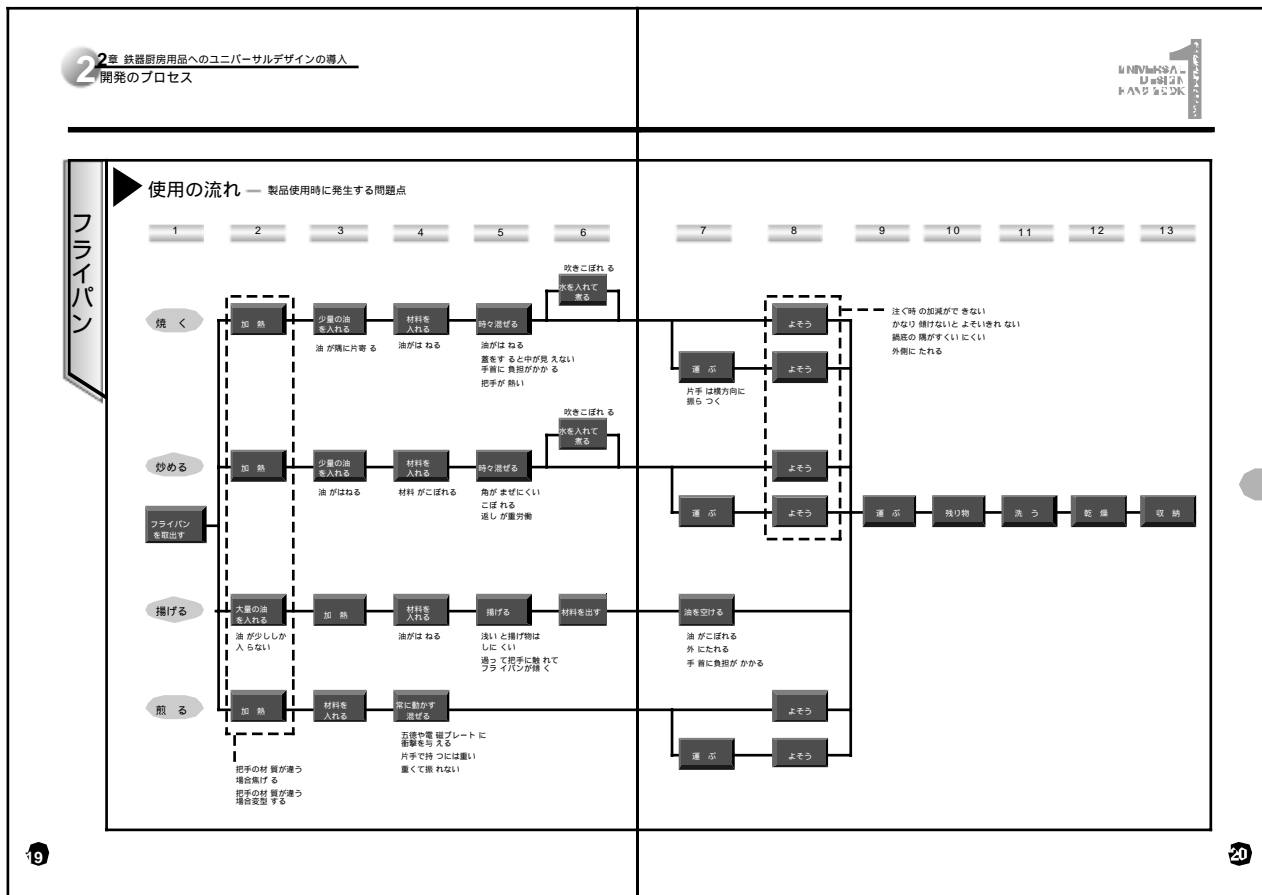 2
2章 鉄器厨房用品へのユニバーサルデザインの導入
開発のプロセス
UNIVERSAL
DESIGN
HANDBOOK
1
フライパン
使用の流れ — 製品使用時に発生する問題点
1 2 3 4 5 6 7 8 9 10 11 12 13
吹きこぼれる
水を入れて
煮る
焼く
加熱
少量の油
を入れる
材料を
入れる
時々混ぜる
よそう
油が隅に片寄る
油がはねる
油がはねる
蓋をすると中が見えない
手首に負担がかかる
把手が熱い
運ぶ
よそう
片手は横方向に
振らつく
注ぐ時の加減ができない
かなり傾けないとよそいきれない
鍋底の隅がすくいにくい
外側にたれる
吹きこぼれる
水を入れて
煮る
炒める
加熱
少量の油
を入れる
材料を
入れる
時々混ぜる
よそう
油がはねる
材料がこぼれる
角がまぜにくい
こぼれる
返しが重労働
運ぶ
よそう
運ぶ
残り物
洗う
乾燥
収納
フライパン
を取出す
揚げる
大量の油
を入れる
加熱
材料を
入れる
揚げる
材料を出す
油を空ける
油が少ししか
入らない
油がはねる
浅いと揚げ物は
しにくい
過って把手に触れて
フライパンが傾く
油がこぼれる
外にたれる
手首に負担がかかる
煎る
加熱
材料を
入れる
常に動かす
混ぜる
よそう
五徳や電磁プレートに
衝撃を与える
片手で持つには重い
重くて振れない
運ぶ
よそう
把手の材質が違う
場合焦げる
把手の材質が違う
場合変型する
19
20